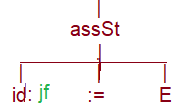 assSt
id: jf := E